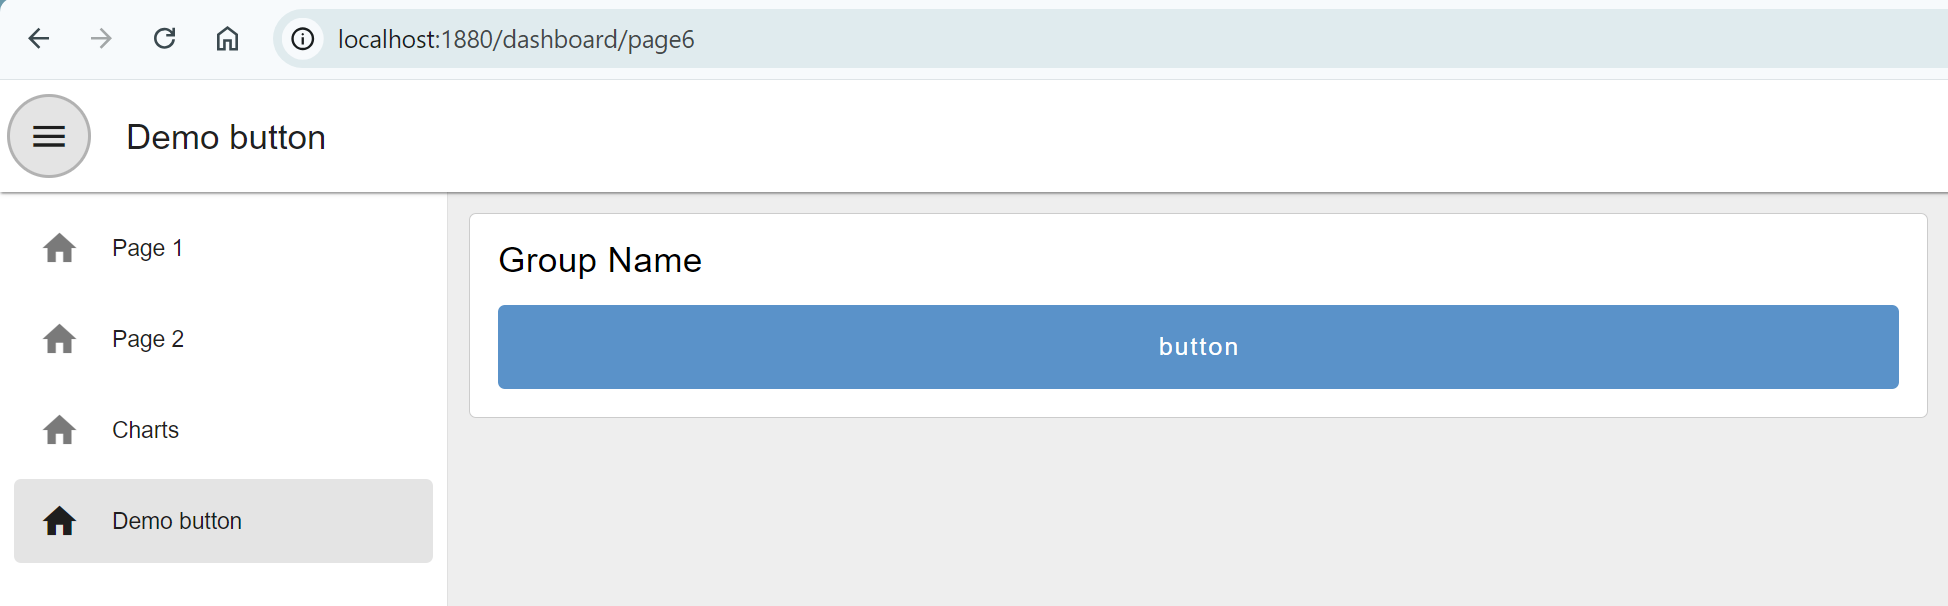 localhost:1880/dashboard/page6
Demo button
Page 1
Page 2
Charts
Demo button
Group Name
button